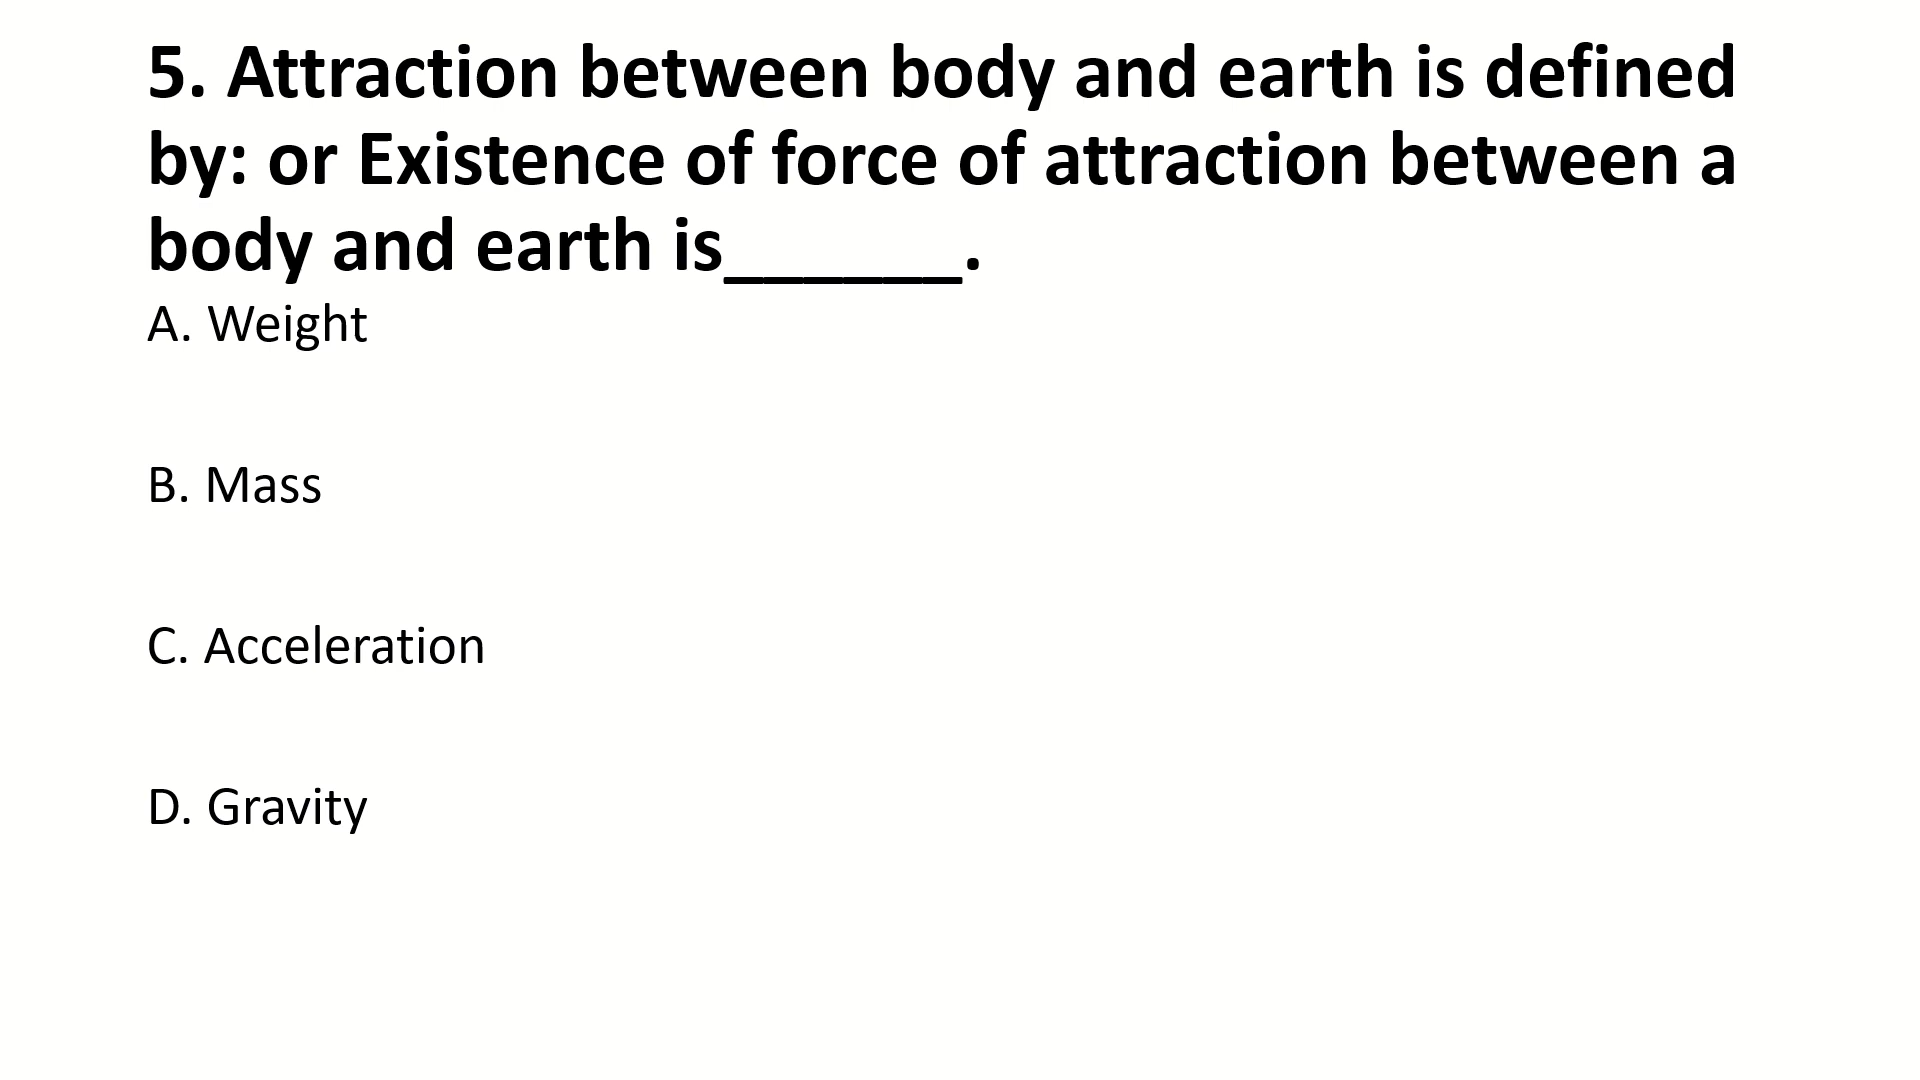 5. Attraction between body and earth is defined
by: or Existence of force of attraction between a
body and earth is______.
A. Weight
B. Mass
C. Acceleration
D. Gravity